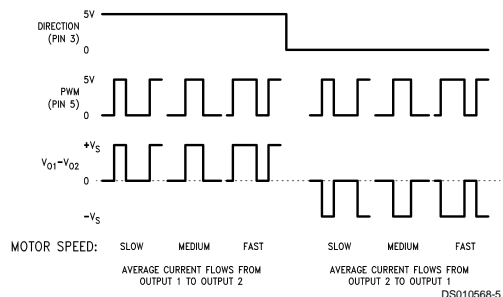 DIRECTION
(PIN 3)
5V
0
PWM
(PIN 5)
5V
0
VO1−VO2
+VS
0
−VS
MOTOR SPEED: SLOW MEDIUM FAST SLOW MEDIUM FAST
AVERAGE CURRENT FLOWS FROM
OUTPUT 1 TO OUTPUT 2
AVERAGE CURRENT FLOWS FROM
OUTPUT 2 TO OUTPUT 1
DS010568-5